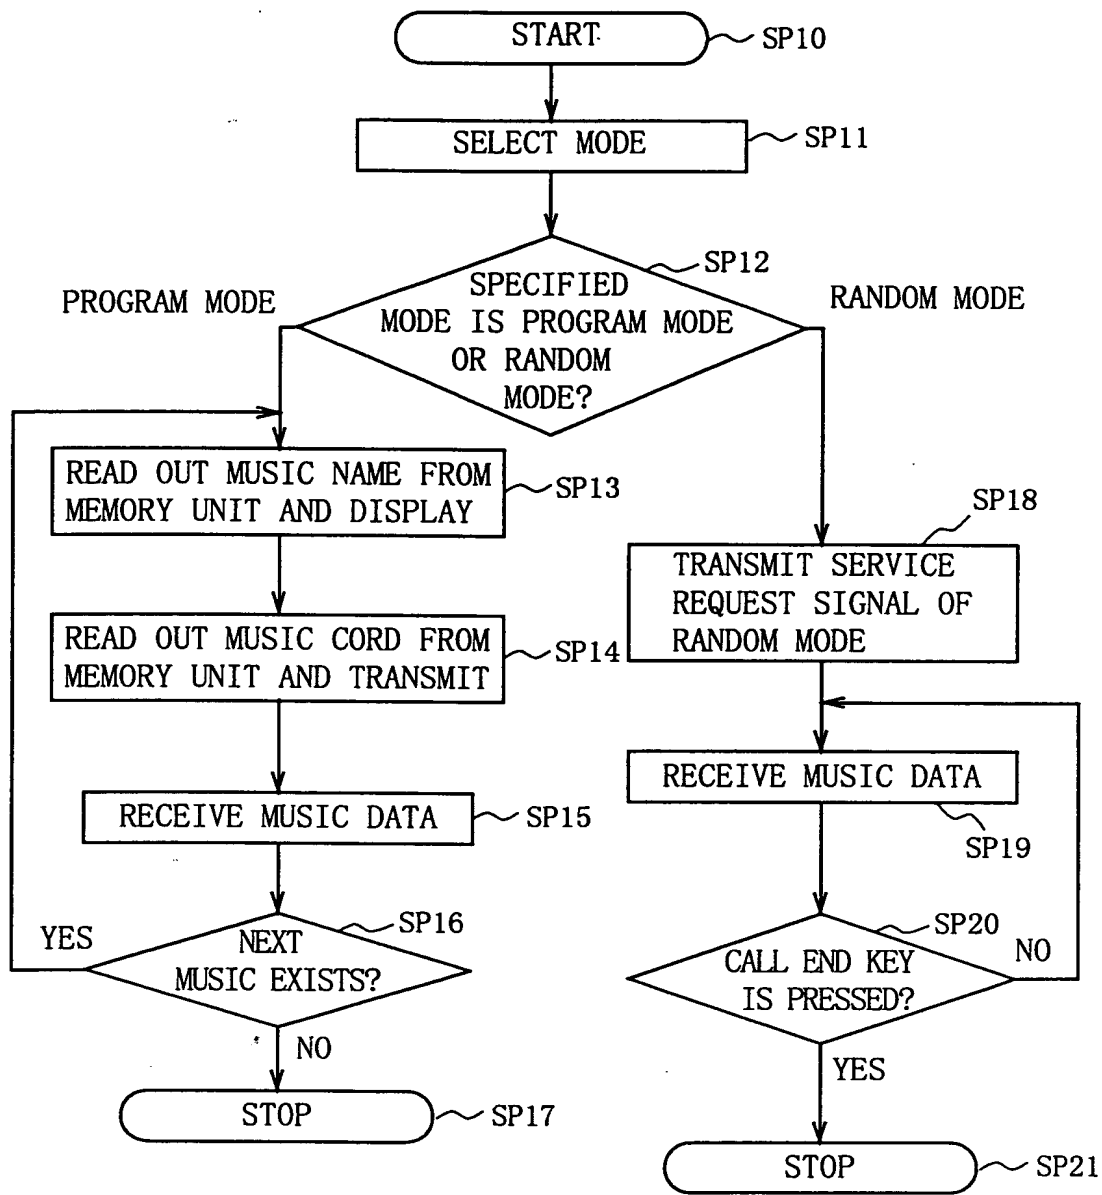 START
SP10
SELECT MODE
SP11
SP12
SPECIFIED
MODE IS PROGRAM MODE
OR RANDOM
MODE?
PROGRAM MODE
RANDOM MODE
READ OUT MUSIC NAME FROM
MEMORY UNIT AND DISPLAY
SP13
READ OUT MUSIC CORD FROM
MEMORY UNIT AND TRANSMIT
SP14
RECEIVE MUSIC DATA
SP15
SP16
NEXT
MUSIC EXISTS?
YES
NO
STOP
SP17
SP18
TRANSMIT SERVICE
REQUEST SIGNAL OF
RANDOM MODE
RECEIVE MUSIC DATA
SP19
SP20
CALL END KEY
IS PRESSED?
NO
YES
STOP
SP21